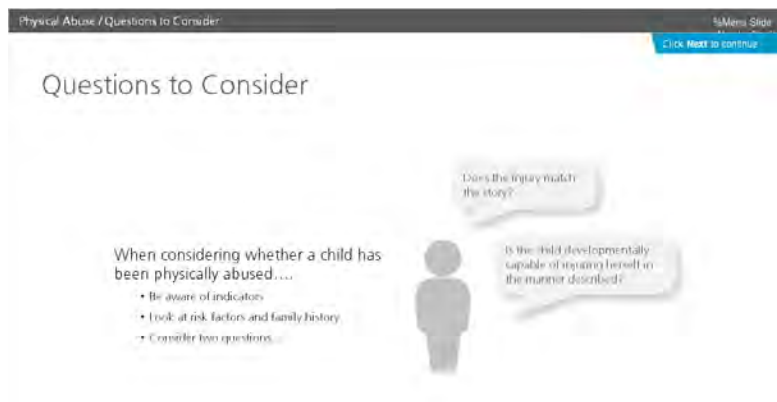 Physical Abuse / Questions to Consider
%Menu Slide
Click Next to continue
Questions to Consider
Does the injury match
the story?
When considering whether a child has
been physically abused....
• Be aware of indicators
• Look at risk factors and family history
• Consider two questions...
Is the child developmentally
capable of injuring herself in
the manner described?